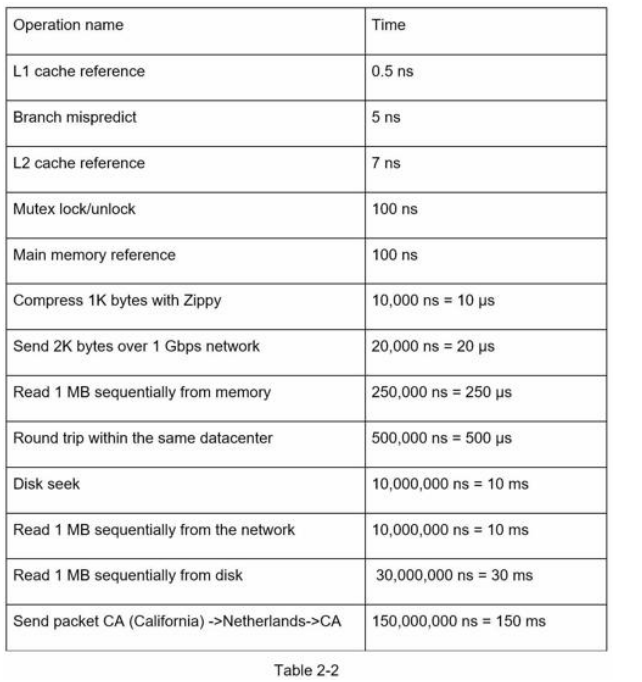 Operation name Time
L1 cache reference 0.5 ns
Branch mispredict 5 ns
L2 cache reference 7 ns
Mutex lock/unlock 100 ns
Main memory reference 100 ns
Compress 1K bytes with Zippy 10,000 ns = 10 µs
Send 2K bytes over 1 Gbps network 20,000 ns = 20 µs
Read 1 MB sequentially from memory 250,000 ns = 250 µs
Round trip within the same datacenter 500,000 ns = 500 µs
Disk seek 10,000,000 ns = 10 ms
Read 1 MB sequentially from the network 10,000,000 ns = 10 ms
Read 1 MB sequentially from disk 30,000,000 ns = 30 ms
Send packet CA (California) ->Netherlands->CA 150,000,000 ns = 150 ms
Table 2-2